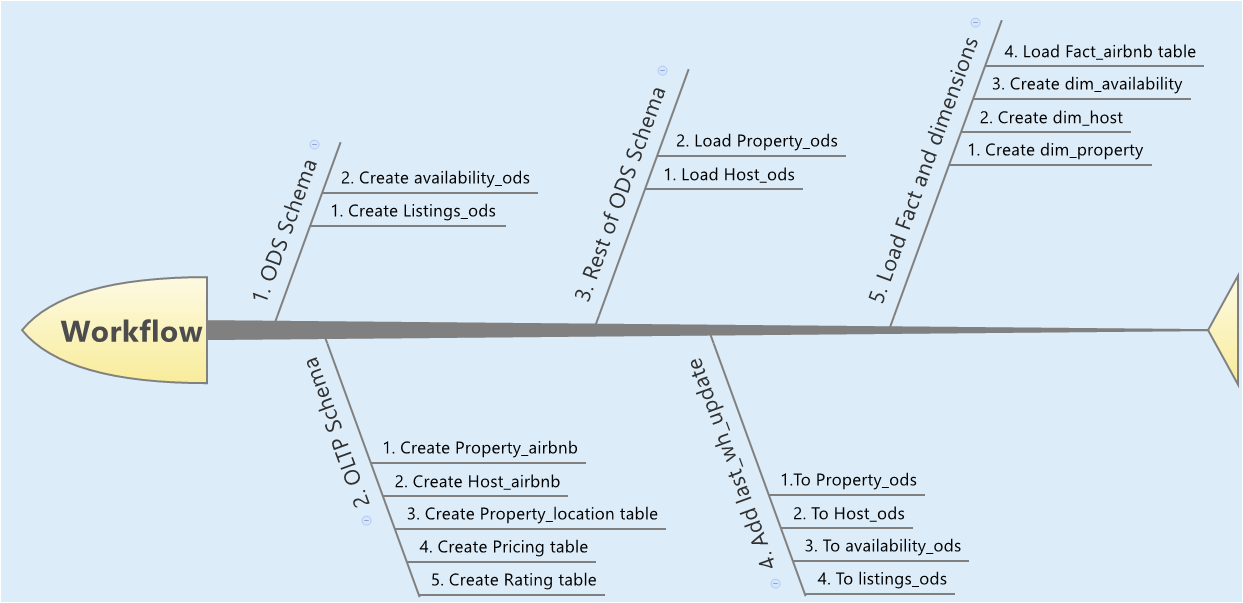 Workflow
1. ODS Schema
2. Create availability_ods
1. Create Listings_ods
2. OLTP Schema
1. Create Property_airbnb
2. Create Host_airbnb
3. Create Property_location table
4. Create Pricing table
5. Create Rating table
3. Rest of ODS Schema
2. Load Property_ods
1. Load Host_ods
4. Add last_wh_update
1.To Property_ods
2. To Host_ods
3. To availability_ods
4. To listings_ods
5. Load Fact and dimensions
4. Load Fact_airbnb table
3. Create dim_availability
2. Create dim_host
1. Create dim_property